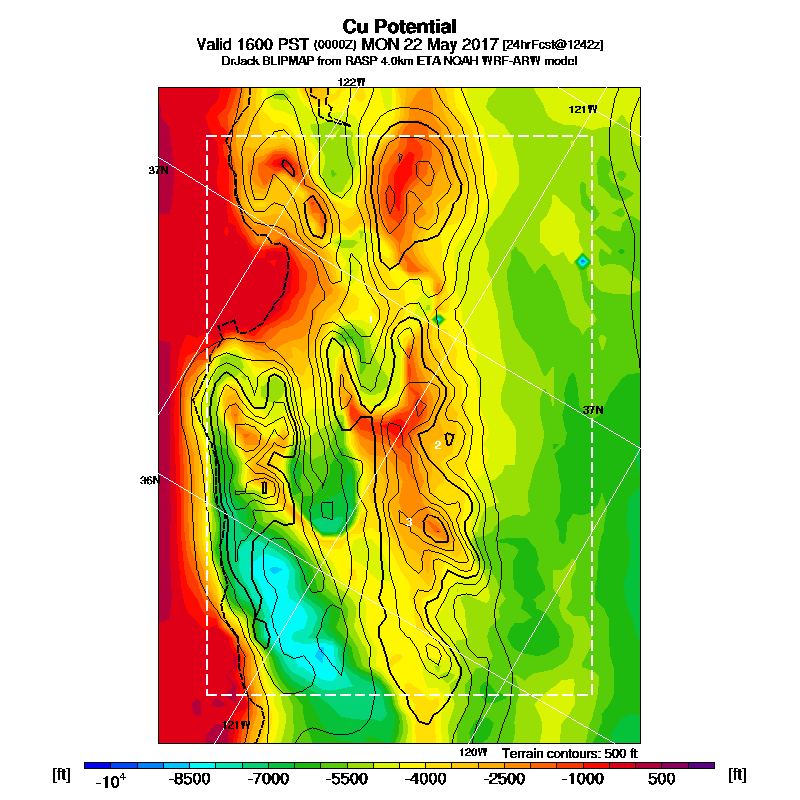 Cu Potential
Valid 1600 PST (0000Z) MON 22 May 2017 [24hrFcst@1242z]
DrJack BLIPMAP from RASP 4.0km ETA NOAH WRF-ARW model
122W
121W
37N
1
37N
2
36N
3
121W
120W
Terrain contours: 500 ft
[ft] -10⁴ -8500 -7000 -5500 -4000 -2500 -1000 500 [ft]